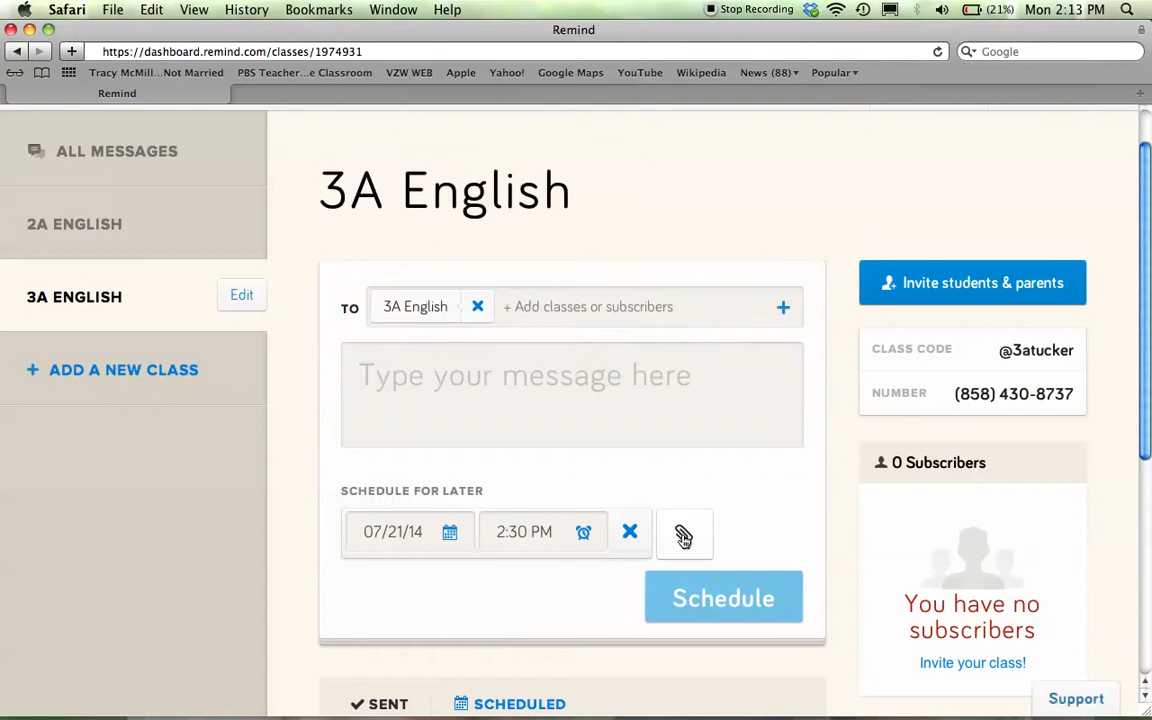 Safari File Edit View History Bookmarks Window Help Stop Recording (21%) Mon 2:13 PM
Remind
https://dashboard.remind.com/classes/1974931 Google
Tracy McMill...Not Married PBS Teacher...e Classroom VZW WEB Apple Yahoo! Google Maps YouTube Wikipedia News (88) Popular
Remind
ALL MESSAGES
2A ENGLISH
3A ENGLISH Edit
+ ADD A NEW CLASS
3A English
TO 3A English + Add classes or subscribers
Type your message here
SCHEDULE FOR LATER
07/21/14 2:30 PM
Schedule
SENT SCHEDULED
Invite students & parents
CLASS CODE @3atucker
NUMBER (858) 430-8737
0 Subscribers
You have no
subscribers
Invite your class!
Support